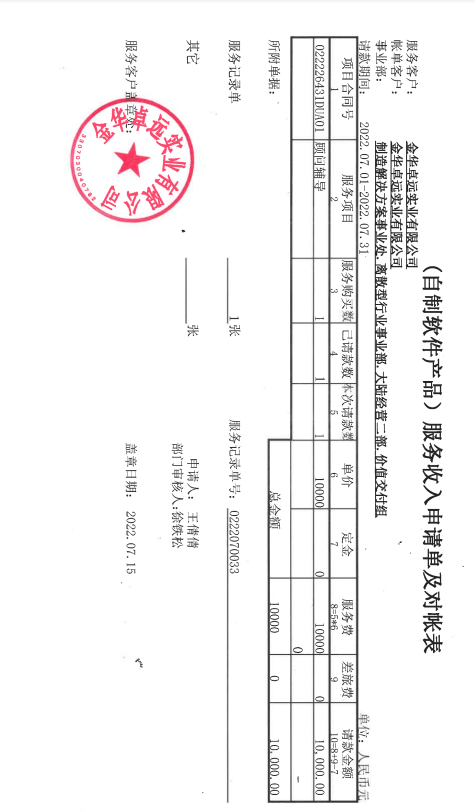 （自制软件产品）服务收入申请单及对帐表
服务客户： 金华卓远实业有限公司
帐单客户： 金华卓远实业有限公司
事业部： 制造解决方案事业处.离散型行业事业部.大陆经营二部.价值交付组
请款期间： 2022.07.01-2022.07.31 单位：人民币元
项目合同号 服务项目 服务购买数 已请款数 本次请款数 单价 定金 服务费 差旅费 请款金额
1 2 3 4 5 6 7 8=5*6 9 10=8+9-7
022226431DUA01 顾问辅导 1 1 1 10000 0 10000 0 10,000.00
0 -
总金额 10000 0 10,000.00
所附单据：
服务记录单 1 张 服务记录单号：0222070033
其它 张 申请人：王倩倩
部门审核人：徐铁松
服务客户盖章处： 盖章日期：2022.07.15
金华卓远实业有限公司